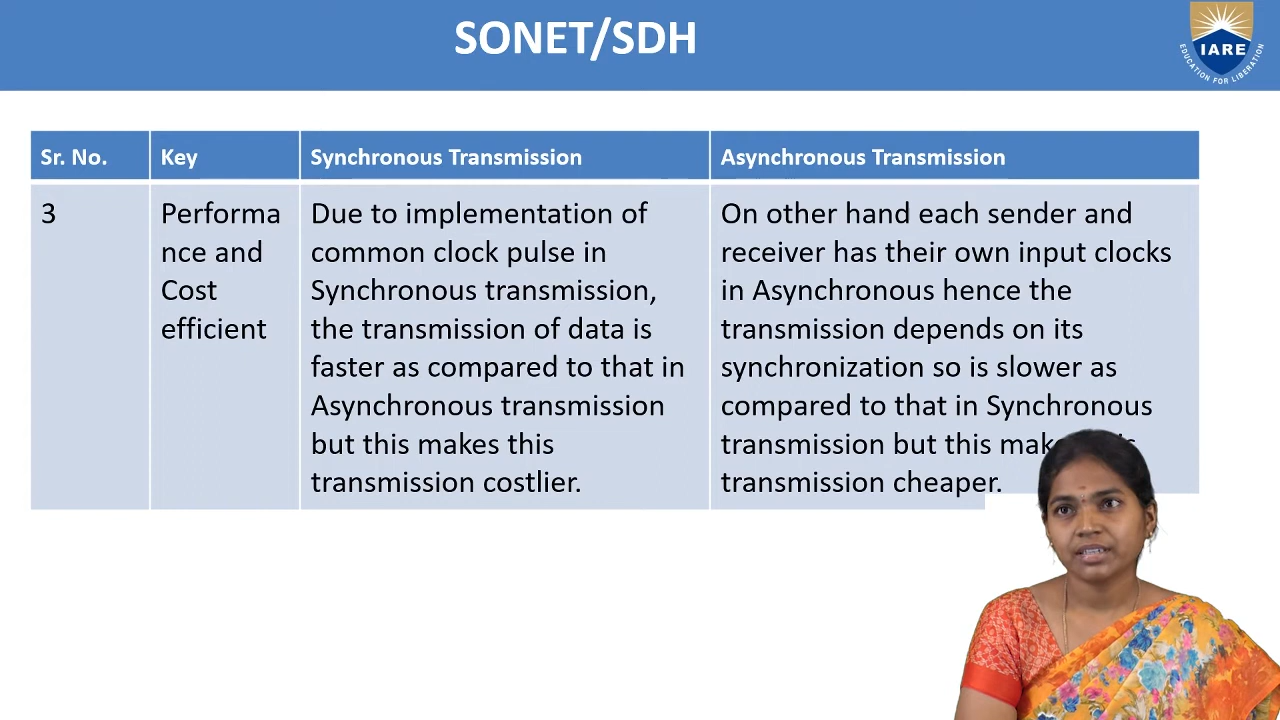 SONET/SDH
IARE
EDUCATION FOR LIBERATION
Sr. No.
Key
Synchronous Transmission
Asynchronous Transmission
3
Performa
nce and
Cost
efficient
Due to implementation of
common clock pulse in
Synchronous transmission,
the transmission of data is
faster as compared to that in
Asynchronous transmission
but this makes this
transmission costlier.
On other hand each sender and
receiver has their own input clocks
in Asynchronous hence the
transmission depends on its
synchronization so is slower as
compared to that in Synchronous
transmission but this
transmission cheaper.